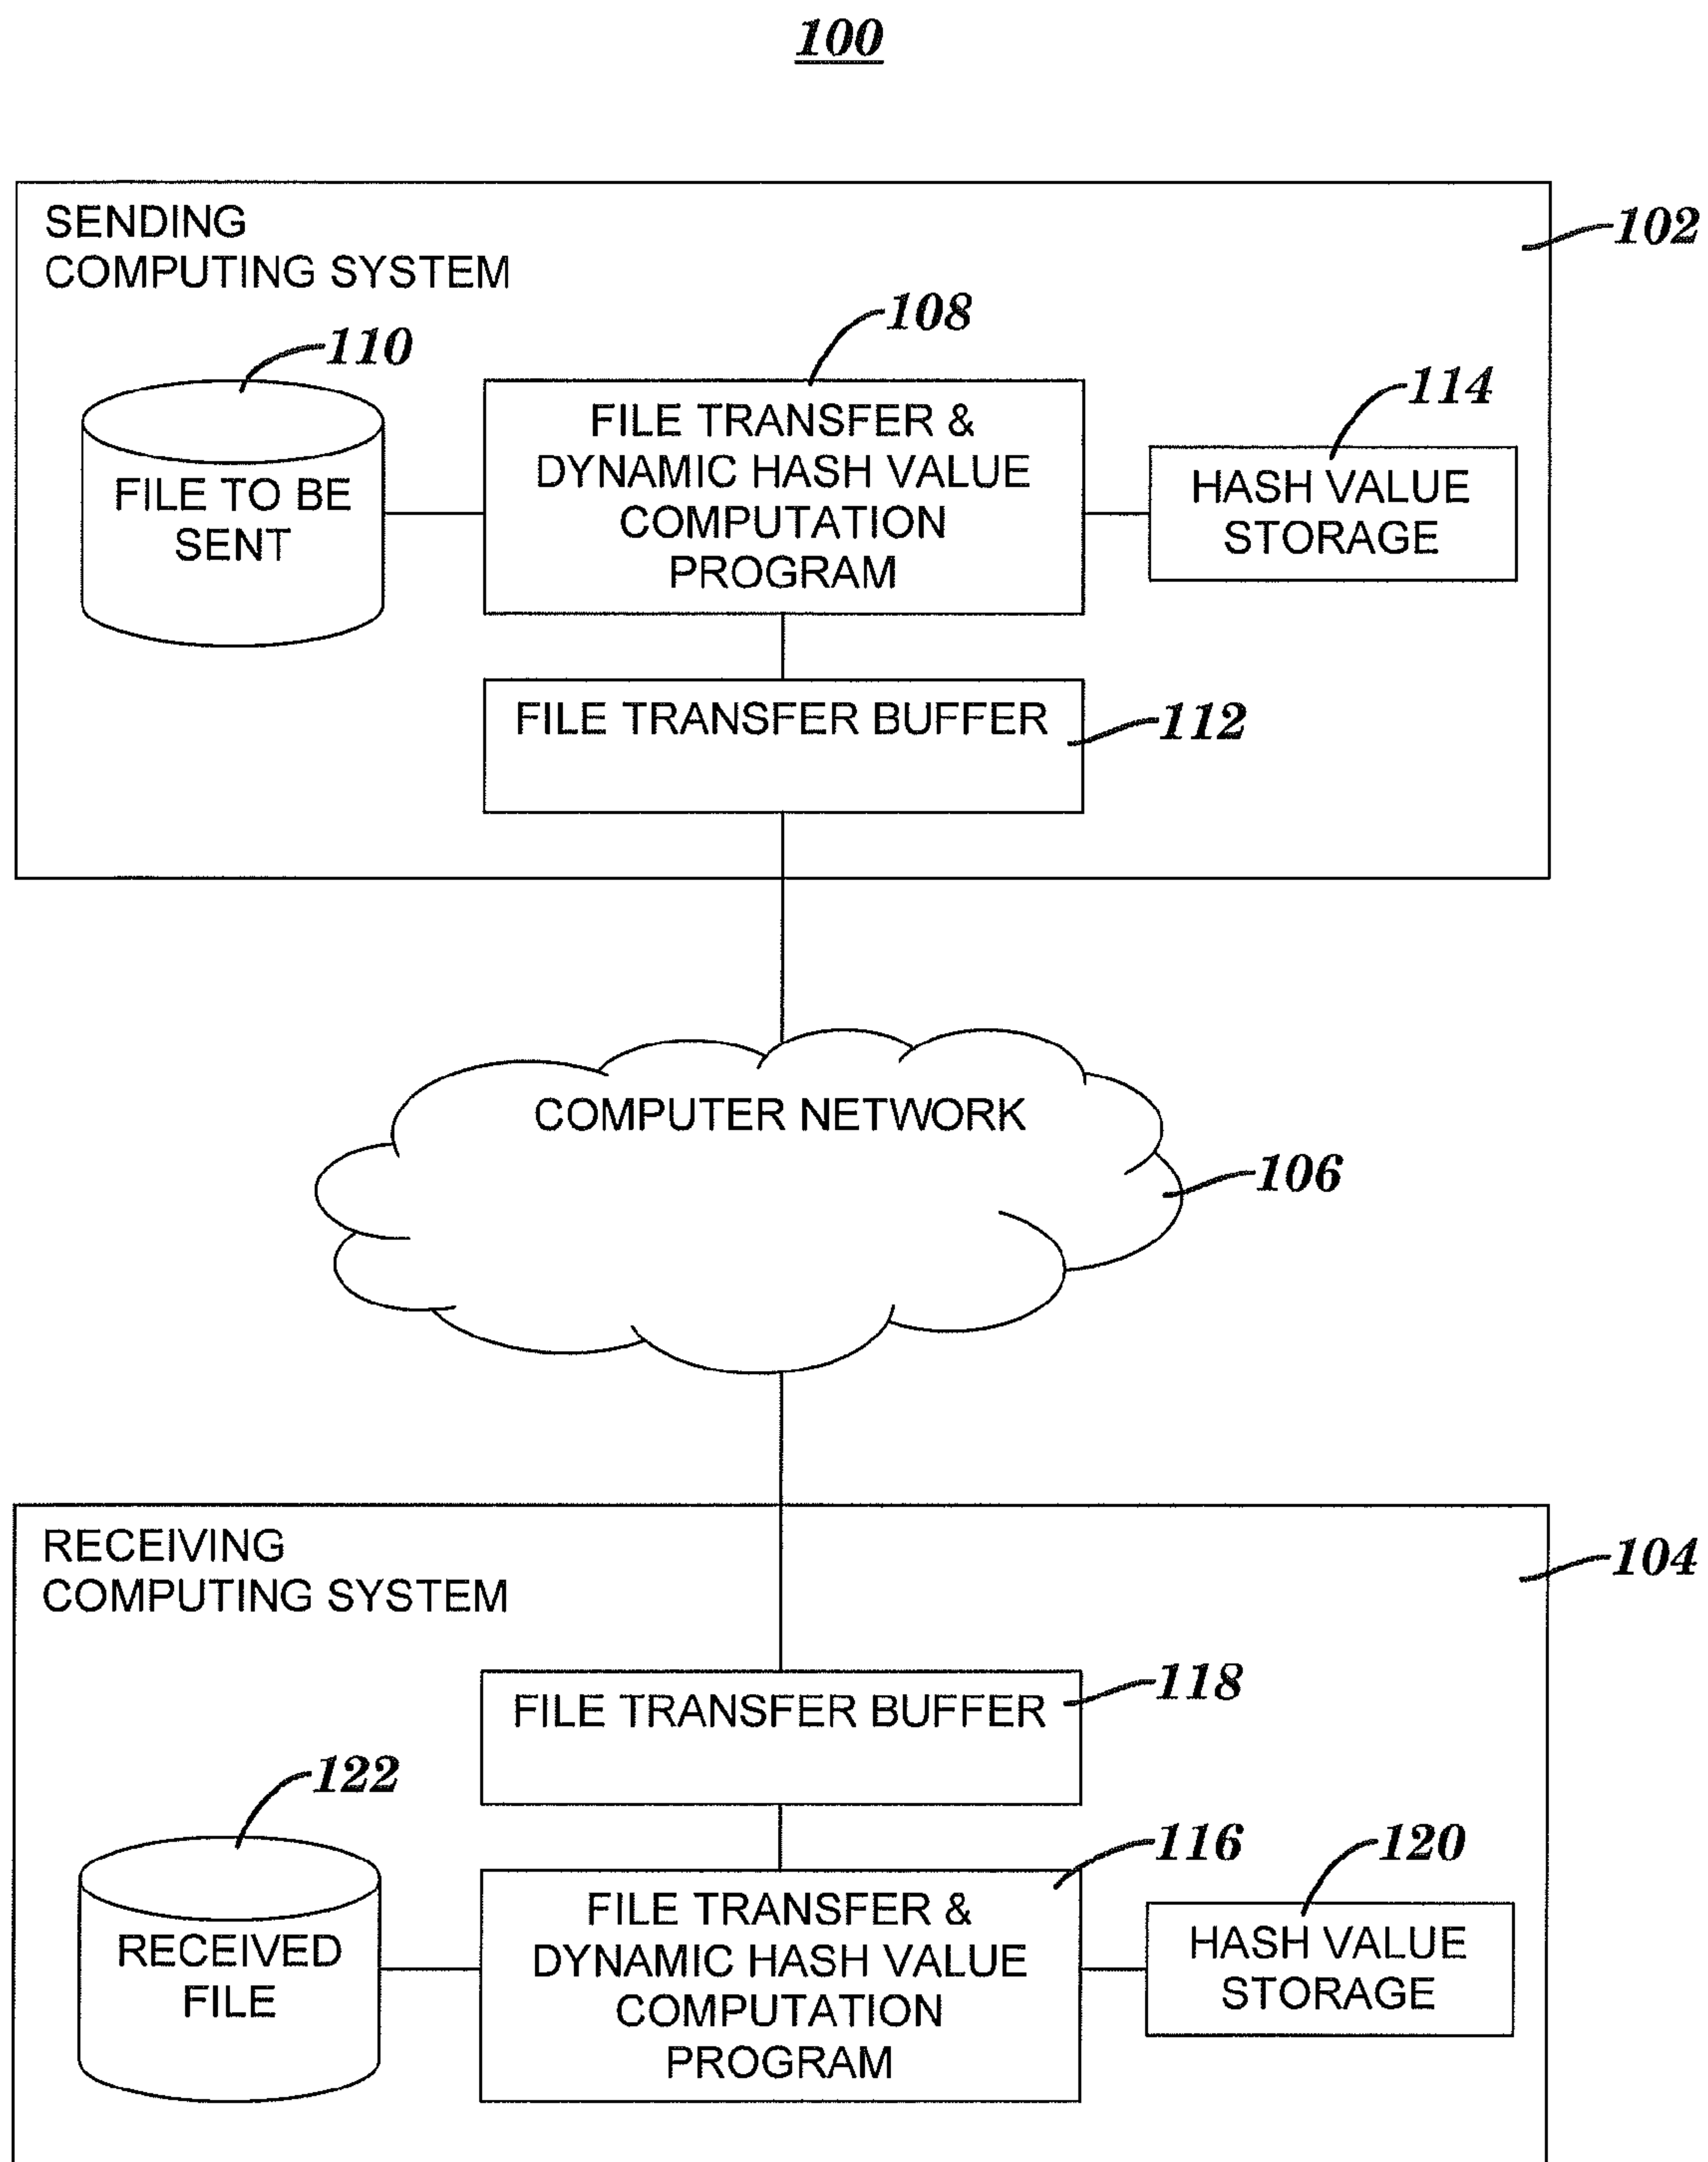 100
SENDING
COMPUTING SYSTEM
102
110
108
114
FILE TO BE
SENT
FILE TRANSFER &
DYNAMIC HASH VALUE
COMPUTATION
PROGRAM
HASH VALUE
STORAGE
FILE TRANSFER BUFFER
112
COMPUTER NETWORK
106
RECEIVING
COMPUTING SYSTEM
104
FILE TRANSFER BUFFER
118
122
116
120
RECEIVED
FILE
FILE TRANSFER &
DYNAMIC HASH VALUE
COMPUTATION
PROGRAM
HASH VALUE
STORAGE